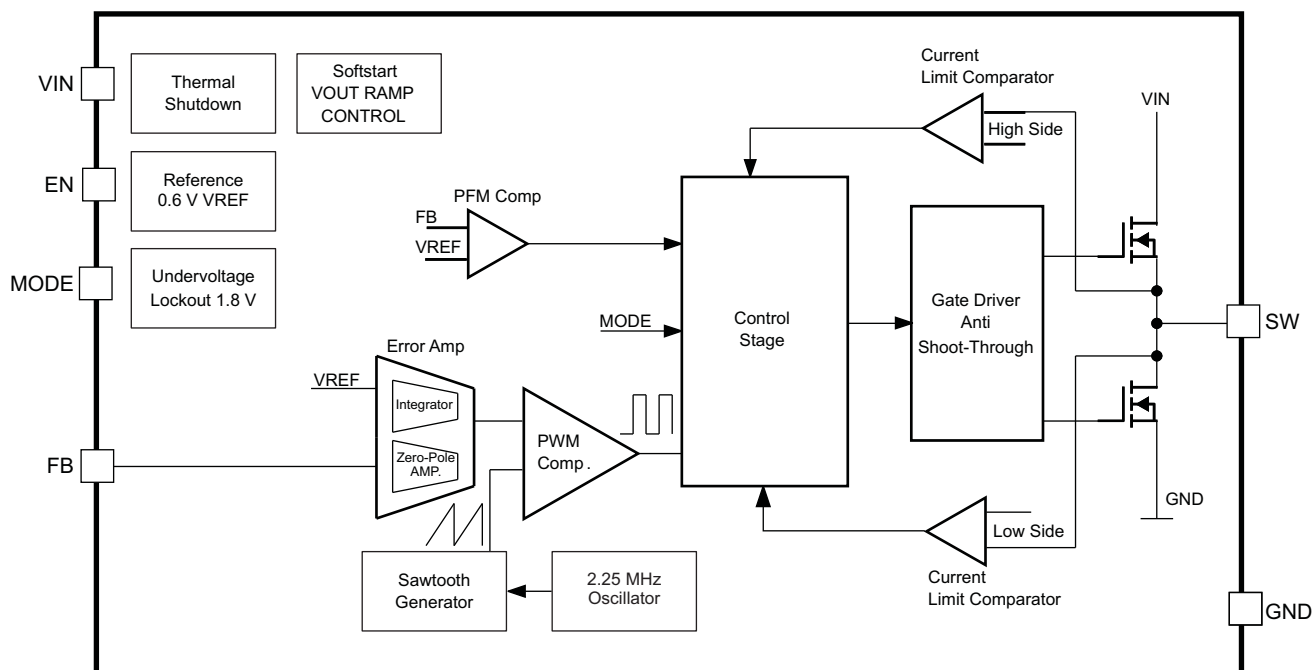 VIN
Thermal
Shutdown
Softstart
VOUT RAMP
CONTROL
Current
Limit Comparator
High Side
VIN
EN
Reference
0.6 V VREF
PFM Comp
FB
VREF
MODE
Undervoltage
Lockout 1.8 V
MODE
Control
Stage
Gate Driver
Anti
Shoot-Through
SW
Error Amp
VREF
Integrator
Zero-Pole
AMP.
PWM
Comp .
FB
Low Side
Current
Limit Comparator
GND
Sawtooth
Generator
2.25 MHz
Oscillator
GND